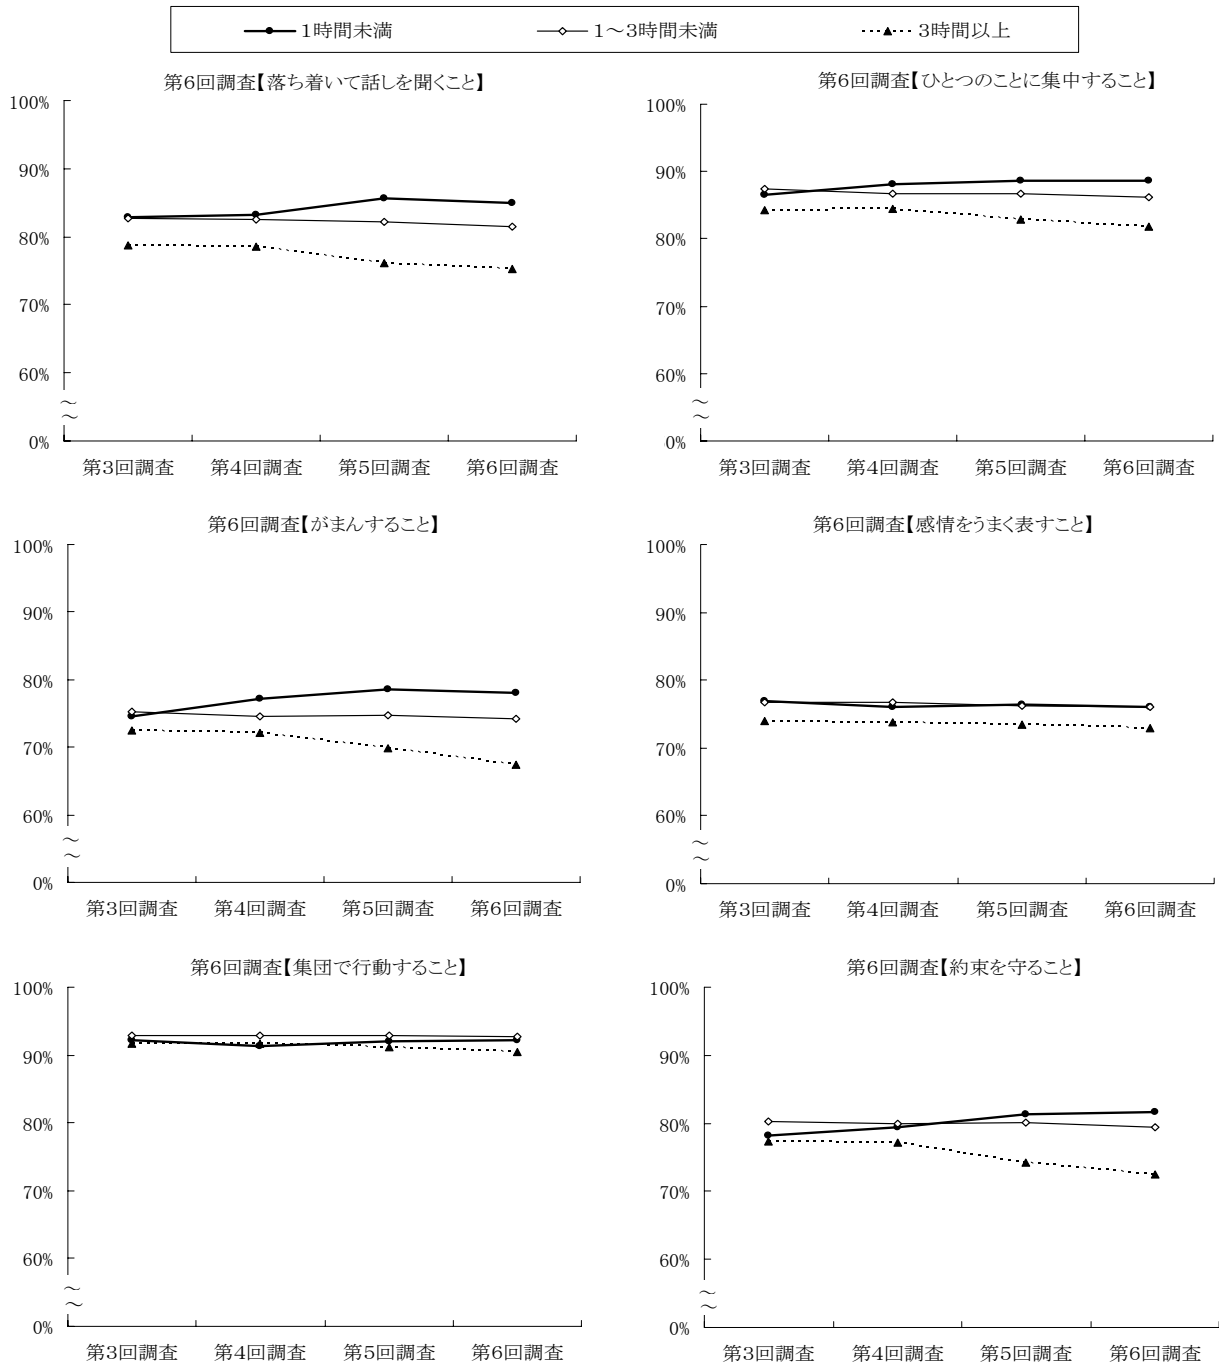 1時間未満 1～3時間未満 3時間以上
第6回調査【落ち着いて話しを聞くこと】
100%
90%
80%
70%
60%
0%
第3回調査 第4回調査 第5回調査 第6回調査
第6回調査【ひとつのことに集中すること】
100%
90%
80%
70%
60%
0%
第3回調査 第4回調査 第5回調査 第6回調査
第6回調査【がまんすること】
100%
90%
80%
70%
60%
0%
第3回調査 第4回調査 第5回調査 第6回調査
第6回調査【感情をうまく表すこと】
100%
90%
80%
70%
60%
0%
第3回調査 第4回調査 第5回調査 第6回調査
第6回調査【集団で行動すること】
100%
90%
80%
70%
60%
0%
第3回調査 第4回調査 第5回調査 第6回調査
第6回調査【約束を守ること】
100%
90%
80%
70%
60%
0%
第3回調査 第4回調査 第5回調査 第6回調査